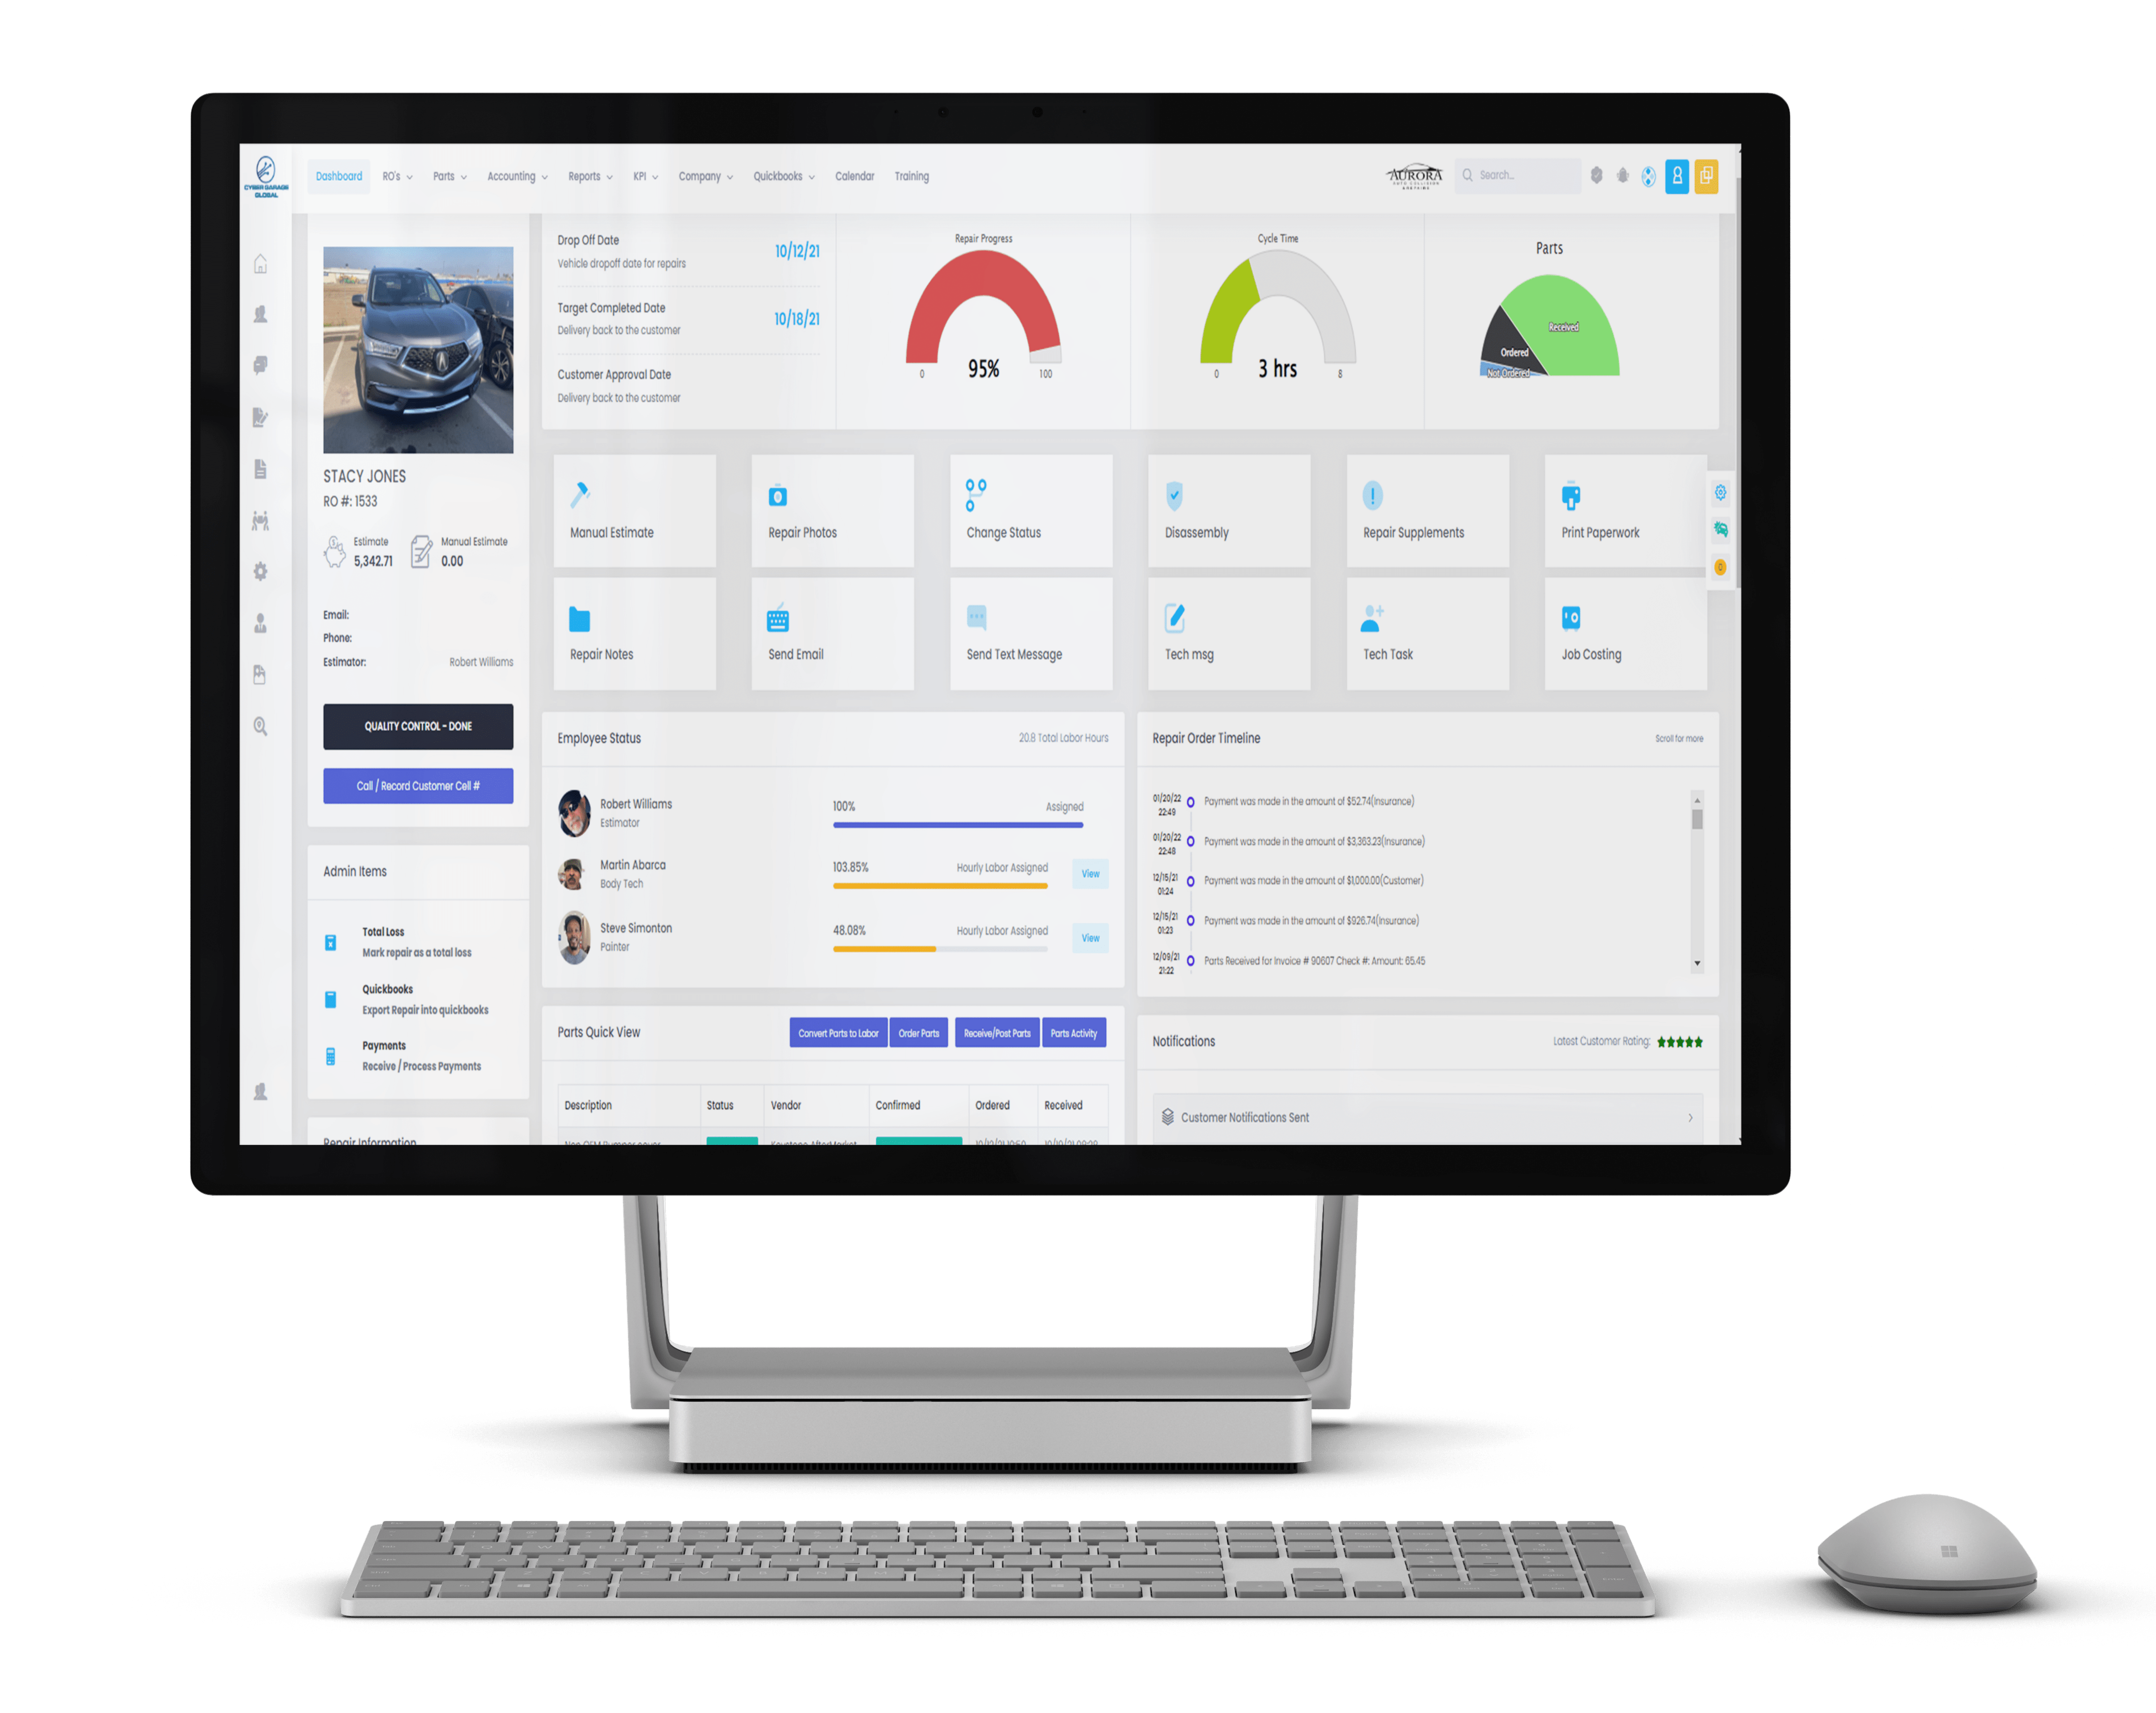 CYBER GARAGE
GLOBAL
Dashboard RO's Parts Accounting Reports KPI Company Quickbooks Calendar Training
AURORA
AUTO COLLISION
Search...
STACY JONES
RO #: 1533
Estimate
5,342.71
Manual Estimate
0.00
Email:
Phone:
Estimator: Robert Williams
QUALITY CONTROL - DONE
Call / Record Customer Cell #
Admin Items
Total Loss
Mark repair as a total loss
Quickbooks
Export Repair into quickbooks
Payments
Receive / Process Payments
Repair Information
Drop Off Date
Vehicle dropoff date for repairs
10/12/21
Target Completed Date
Delivery back to the customer
10/18/21
Customer Approval Date
Delivery back to the customer
Repair Progress
95%
0 100
Cycle Time
3 hrs
0 8
Parts
Received
Ordered
Not Ordered
Manual Estimate
Repair Photos
Change Status
Disassembly
Repair Supplements
Print Paperwork
Repair Notes
Send Email
Send Text Message
Tech msg
Tech Task
Job Costing
Employee Status 20.8 Total Labor Hours
Robert Williams
Estimator
100% Assigned
Martin Abarca
Body Tech
103.85% Hourly Labor Assigned View
Steve Simonton
Painter
48.08% Hourly Labor Assigned View
Repair Order Timeline Scroll for more
01/20/22
22:49
Payment was made in the amount of $52.74(Insurance)
01/20/22
22:48
Payment was made in the amount of $3,363.23(Insurance)
12/15/21
01:24
Payment was made in the amount of $1,000.00(Customer)
12/15/21
01:23
Payment was made in the amount of $926.74(Insurance)
12/09/21
21:22
Parts Received for Invoice # 90607 Check #: Amount: 65.45
Parts Quick View Convert Parts to Labor Order Parts Receive/Post Parts Parts Activity
Description Status Vendor Confirmed Ordered Received
Non OEM Bumper cover Keystone AfterMarket
Notifications Latest Customer Rating:
Customer Notifications Sent